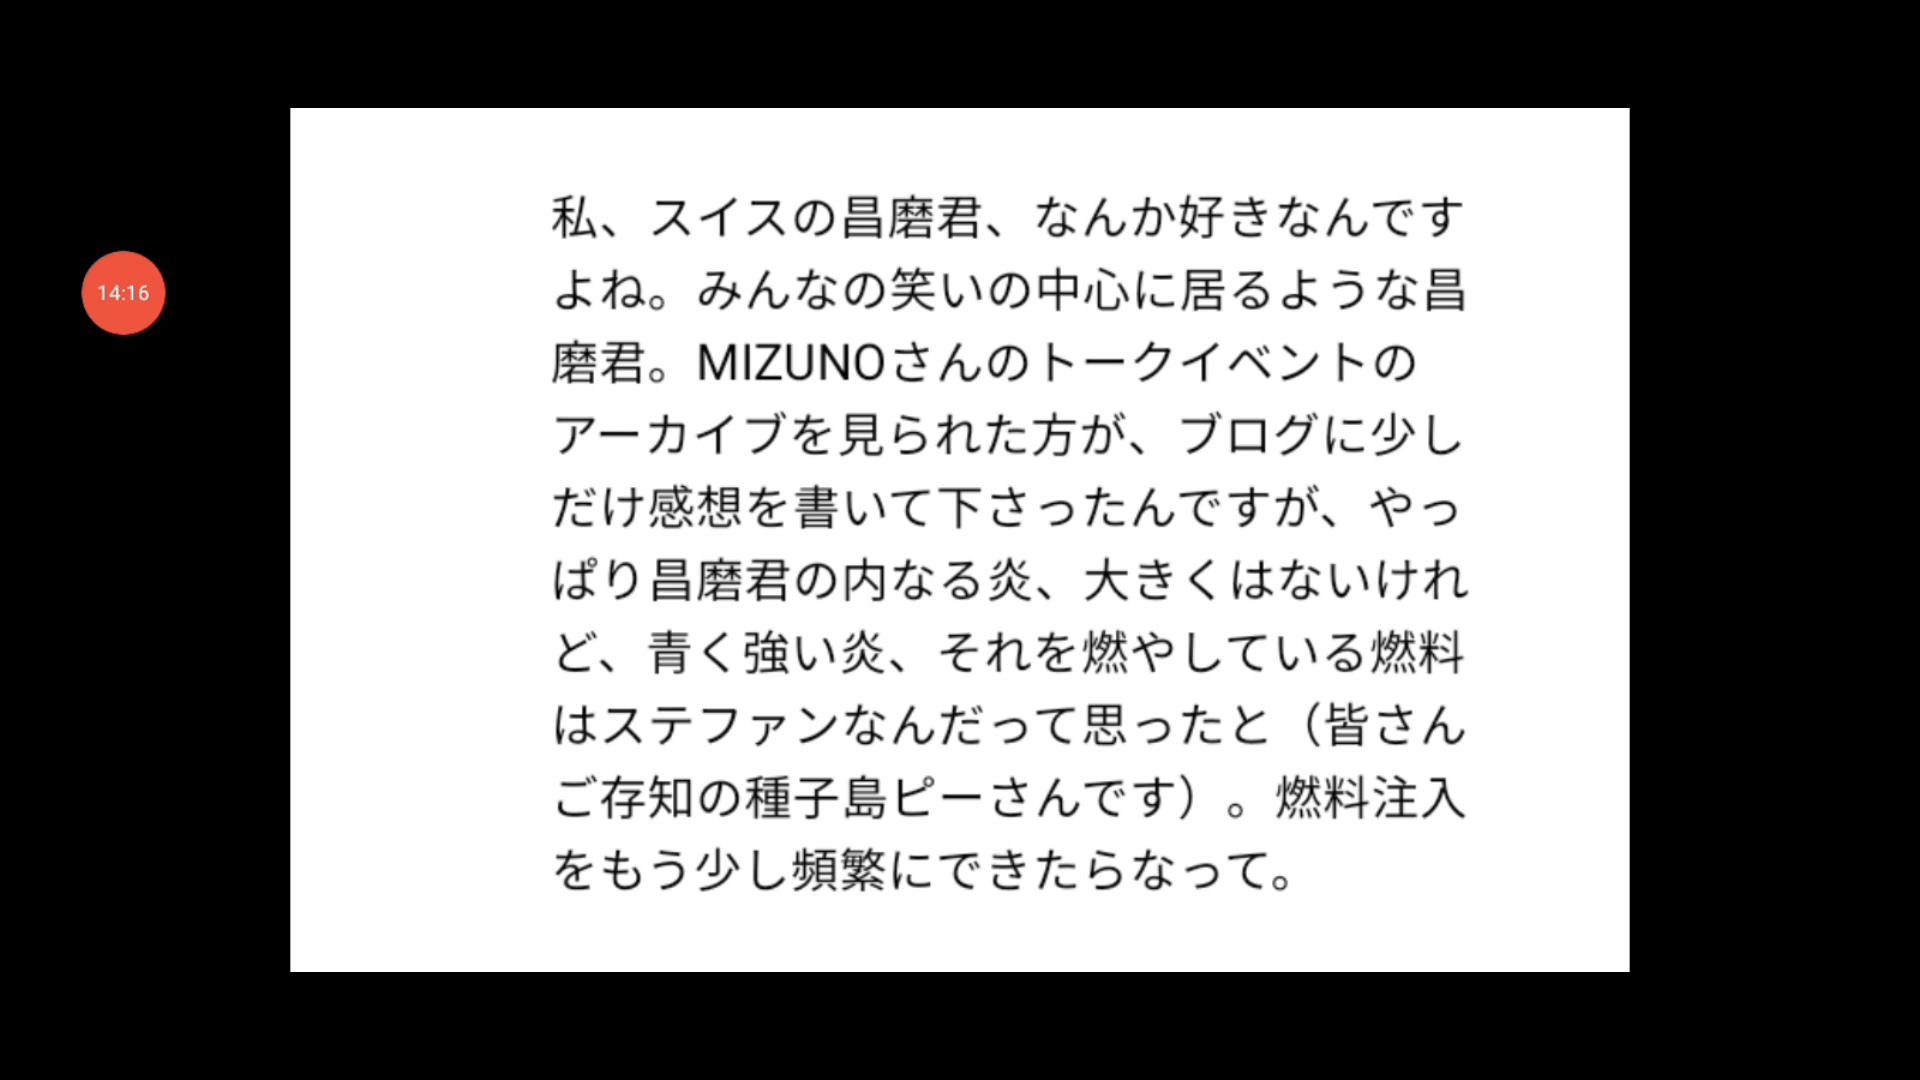 14:16
私、スイスの昌磨君、なんか好きなんです
よね。みんなの笑いの中心に居るような昌
磨君。MIZUNOさんのトークイベントの
アーカイブを見られた方が、ブログに少し
だけ感想を書いて下さったんですが、やっ
ぱり昌磨君の内なる炎、大きくはないけれ
ど、青く強い炎、それを燃やしている燃料
はステファンなんだって思ったと（皆さん
ご存知の種子島ピーさんです）。燃料注入
をもう少し頻繁にできたらなって。